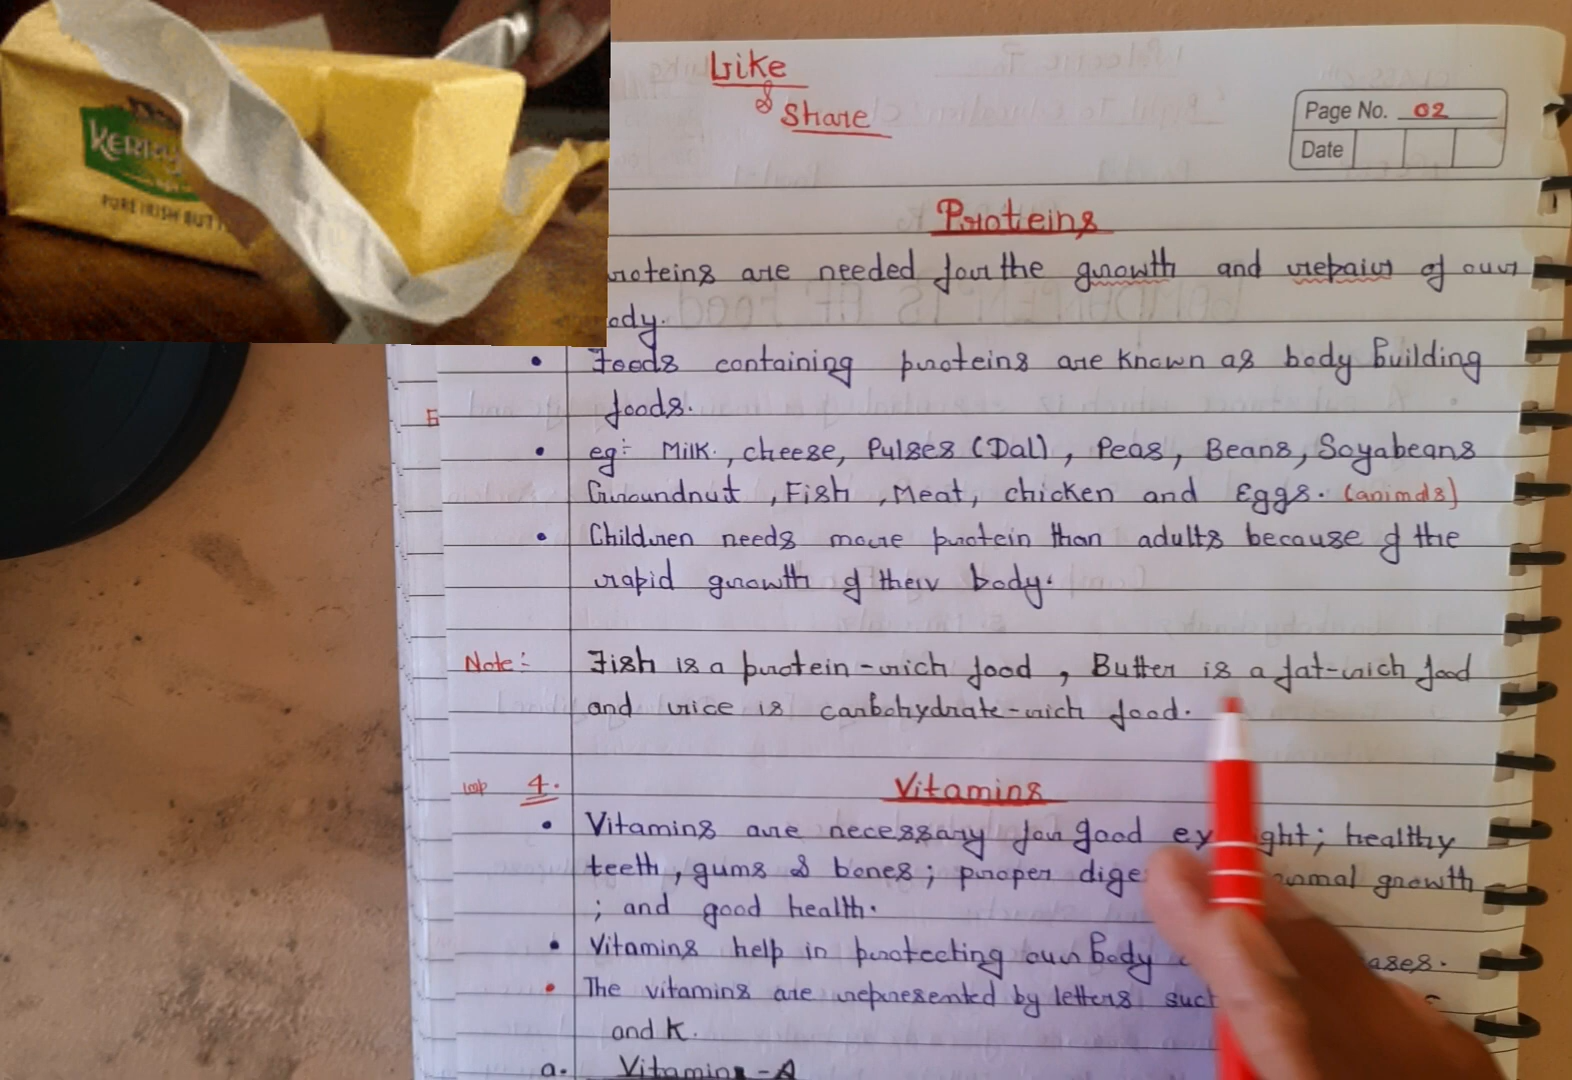 Like
& Share
Page No. 02
Date
KERRY
PURE IRISH BUTT
Proteins
roteins are needed for the growth and repair of our
ody.
• Foods containing proteins are known as body building
foods.
• eg:- Milk., cheese, Pulses (Dal), Peas, Beans, Soyabeans
Groundnut, Fish, Meat, chicken and Eggs. (animals)
• Children needs more protein than adults because of the
rapid growth of their body.
Note:- Fish is a protein-rich food, Butter is a fat-rich food
and rice is carbohydrate-rich food.
Imp 4. Vitamins
• Vitamins are necessary for good ey ght; healthy
teeth, gums & bones; proper dige growth
; and good health.
• Vitamins help in protecting our Body ases.
• The vitamins are represented by letters such
and K.
a. Vitamin - A